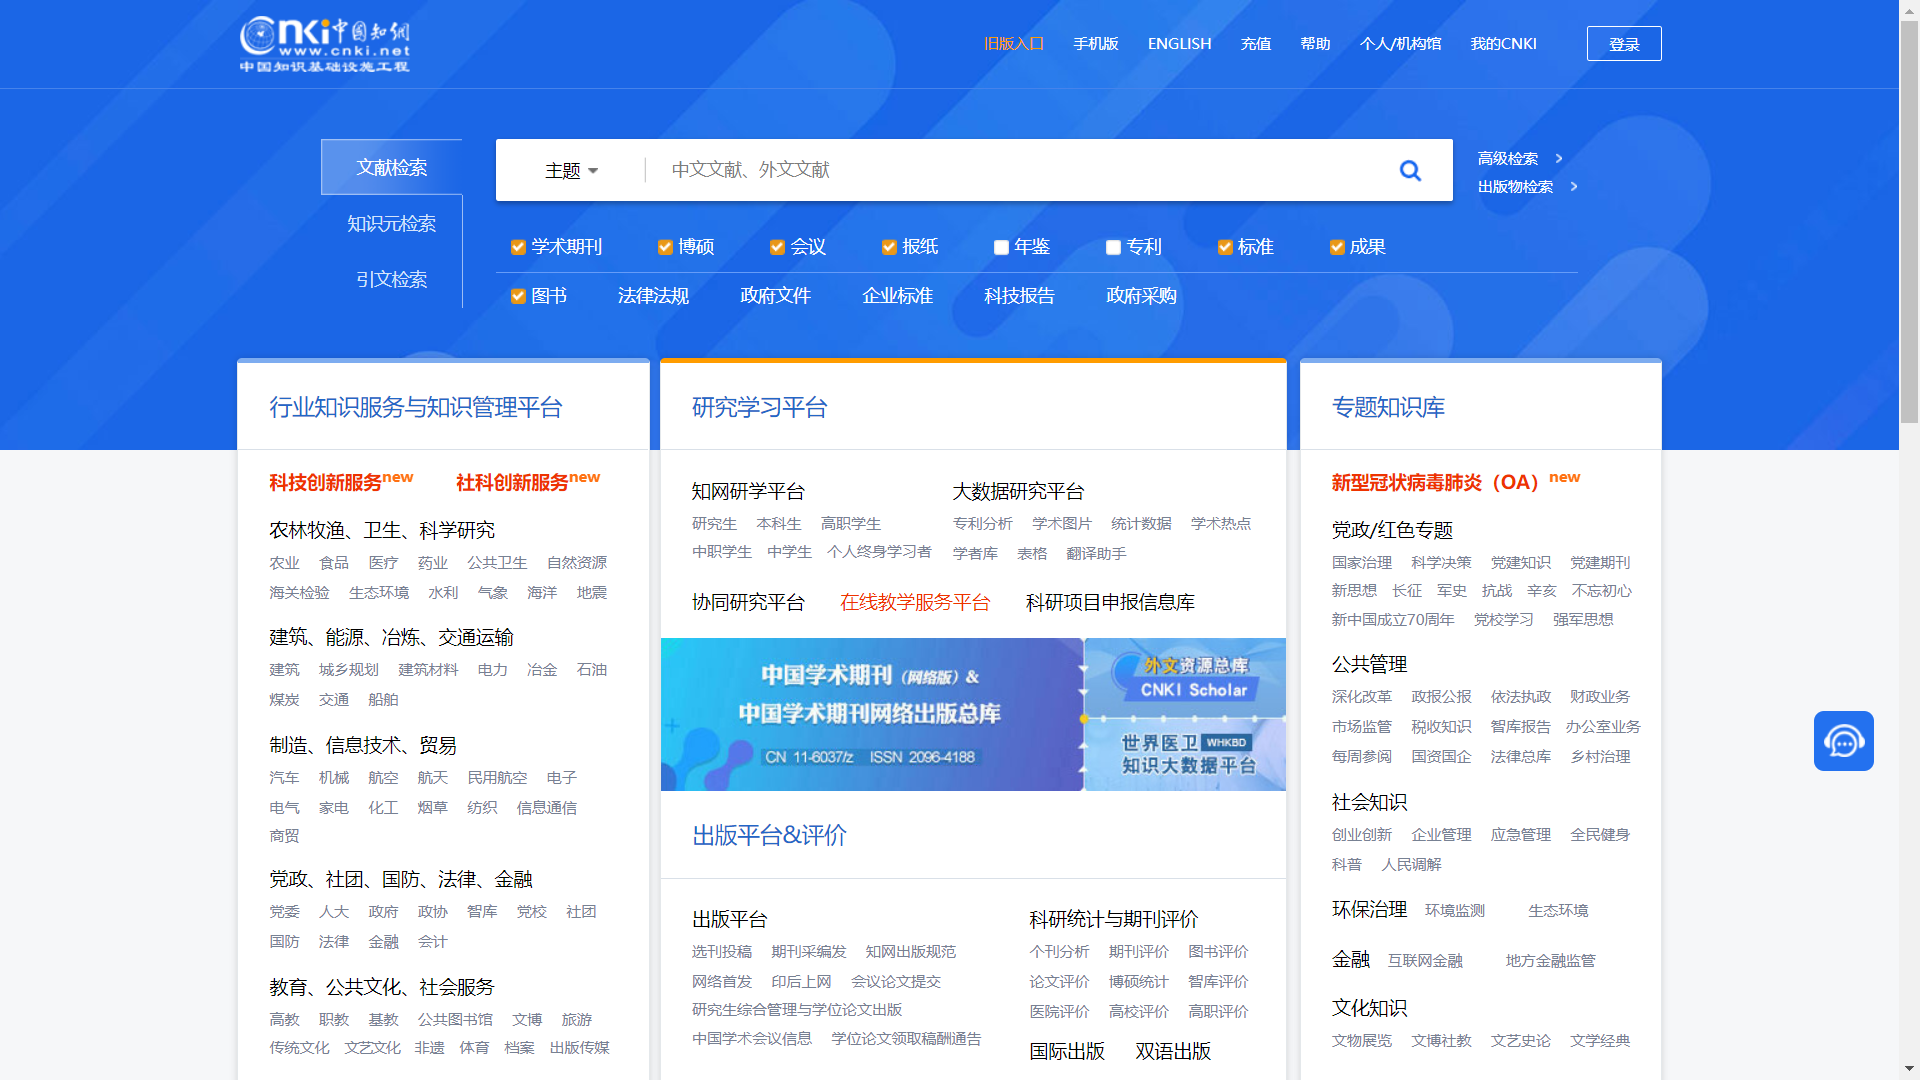 Cnki中国知网
www.cnki.net
中国知识基础设施工程
旧版入口 手机版 ENGLISH 充值 帮助 个人/机构馆 我的CNKI 登录
文献检索
知识元检索
引文检索
主题 中文文献、外文文献
高级检索
出版物检索
学术期刊 博硕 会议 报纸 年鉴 专利 标准 成果
图书 法律法规 政府文件 企业标准 科技报告 政府采购
行业知识服务与知识管理平台
科技创新服务new 社科创新服务new
农林牧渔、卫生、科学研究
农业 食品 医疗 药业 公共卫生 自然资源
海关检验 生态环境 水利 气象 海洋 地震
建筑、能源、冶炼、交通运输
建筑 城乡规划 建筑材料 电力 冶金 石油
煤炭 交通 船舶
制造、信息技术、贸易
汽车 机械 航空 航天 民用航空 电子
电气 家电 化工 烟草 纺织 信息通信
商贸
党政、社团、国防、法律、金融
党委 人大 政府 政协 智库 党校 社团
国防 法律 金融 会计
教育、公共文化、社会服务
高教 职教 基教 公共图书馆 文博 旅游
传统文化 文艺文化 非遗 体育 档案 出版传媒
研究学习平台
知网研学平台
研究生 本科生 高职学生
中职学生 中学生 个人终身学习者
大数据研究平台
专利分析 学术图片 统计数据 学术热点
学者库 表格 翻译助手
协同研究平台 在线教学服务平台 科研项目申报信息库
中国学术期刊（网络版）&
中国学术期刊网络出版总库
CN 11-6037/z ISSN 2096-4188
外文资源总库
CNKI Scholar
世界医卫 WHKBD
知识大数据平台
出版平台&评价
出版平台
选刊投稿 期刊采编发 知网出版规范
网络首发 印后上网 会议论文提交
研究生综合管理与学位论文出版
中国学术会议信息 学位论文领取稿酬通告
科研统计与期刊评价
个刊分析 期刊评价 图书评价
论文评价 博硕统计 智库评价
医院评价 高校评价 高职评价
国际出版 双语出版
专题知识库
新型冠状病毒肺炎（OA）new
党政/红色专题
国家治理 科学决策 党建知识 党建期刊
新思想 长征 军史 抗战 辛亥 不忘初心
新中国成立70周年 党校学习 强军思想
公共管理
深化改革 政报公报 依法执政 财政业务
市场监管 税收知识 智库报告 办公室业务
每周参阅 国资国企 法律总库 乡村治理
社会知识
创业创新 企业管理 应急管理 全民健身
科普 人民调解
环保治理 环境监测 生态环境
金融 互联网金融 地方金融监管
文化知识
文物展览 文博社教 文艺史论 文学经典